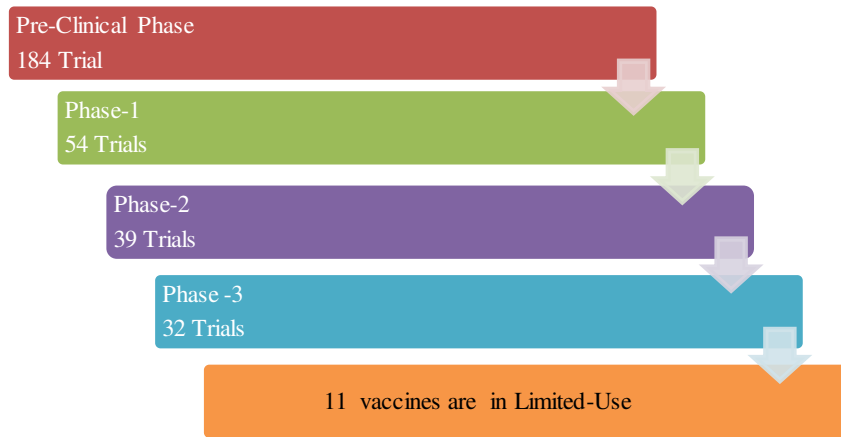 Pre-Clinical Phase
184 Trial
Phase-1
54 Trials
Phase-2
39 Trials
Phase -3
32 Trials
11 vaccines are in Limited-Use